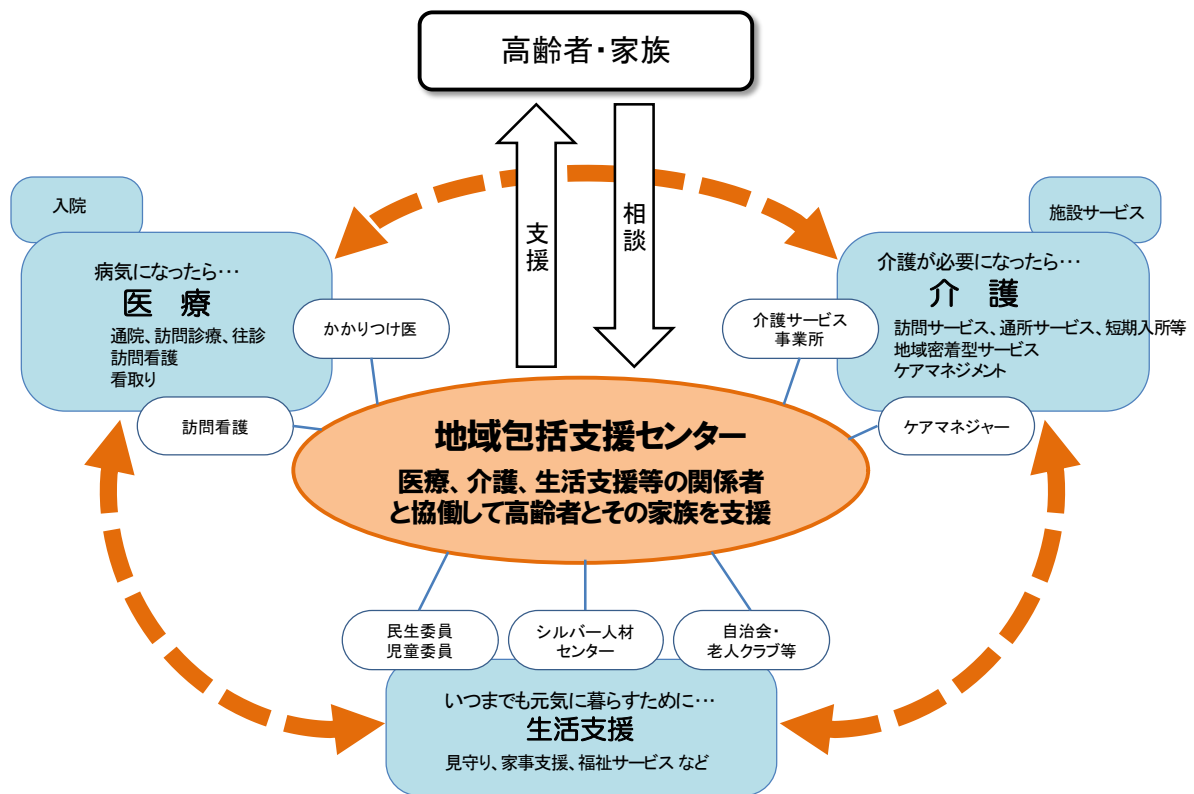 高齢者・家族
支援
相談
入院
病気になったら…
医 療
通院、訪問診療、往診
訪問看護
看取り
かかりつけ医
訪問看護
施設サービス
介護が必要になったら…
介 護
訪問サービス、通所サービス、短期入所等
地域密着型サービス
ケアマネジメント
介護サービス
事業所
ケアマネジャー
地域包括支援センター
医療、介護、生活支援等の関係者
と協働して高齢者とその家族を支援
民生委員
児童委員
シルバー人材
センター
自治会・
老人クラブ等
いつまでも元気に暮らすために…
生活支援
見守り、家事支援、福祉サービス など